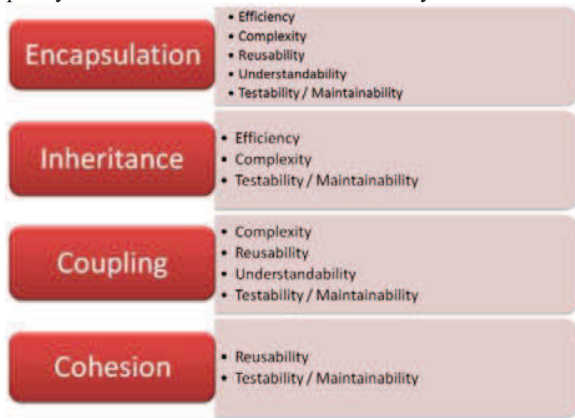 Encapsulation
• Efficiency
• Complexity
• Reusability
• Understandability
• Testability / Maintainability
Inheritance
• Efficiency
• Complexity
• Testability / Maintainability
Coupling
• Complexity
• Reusability
• Understandability
• Testability / Maintainability
Cohesion
• Reusability
• Testability / Maintainability